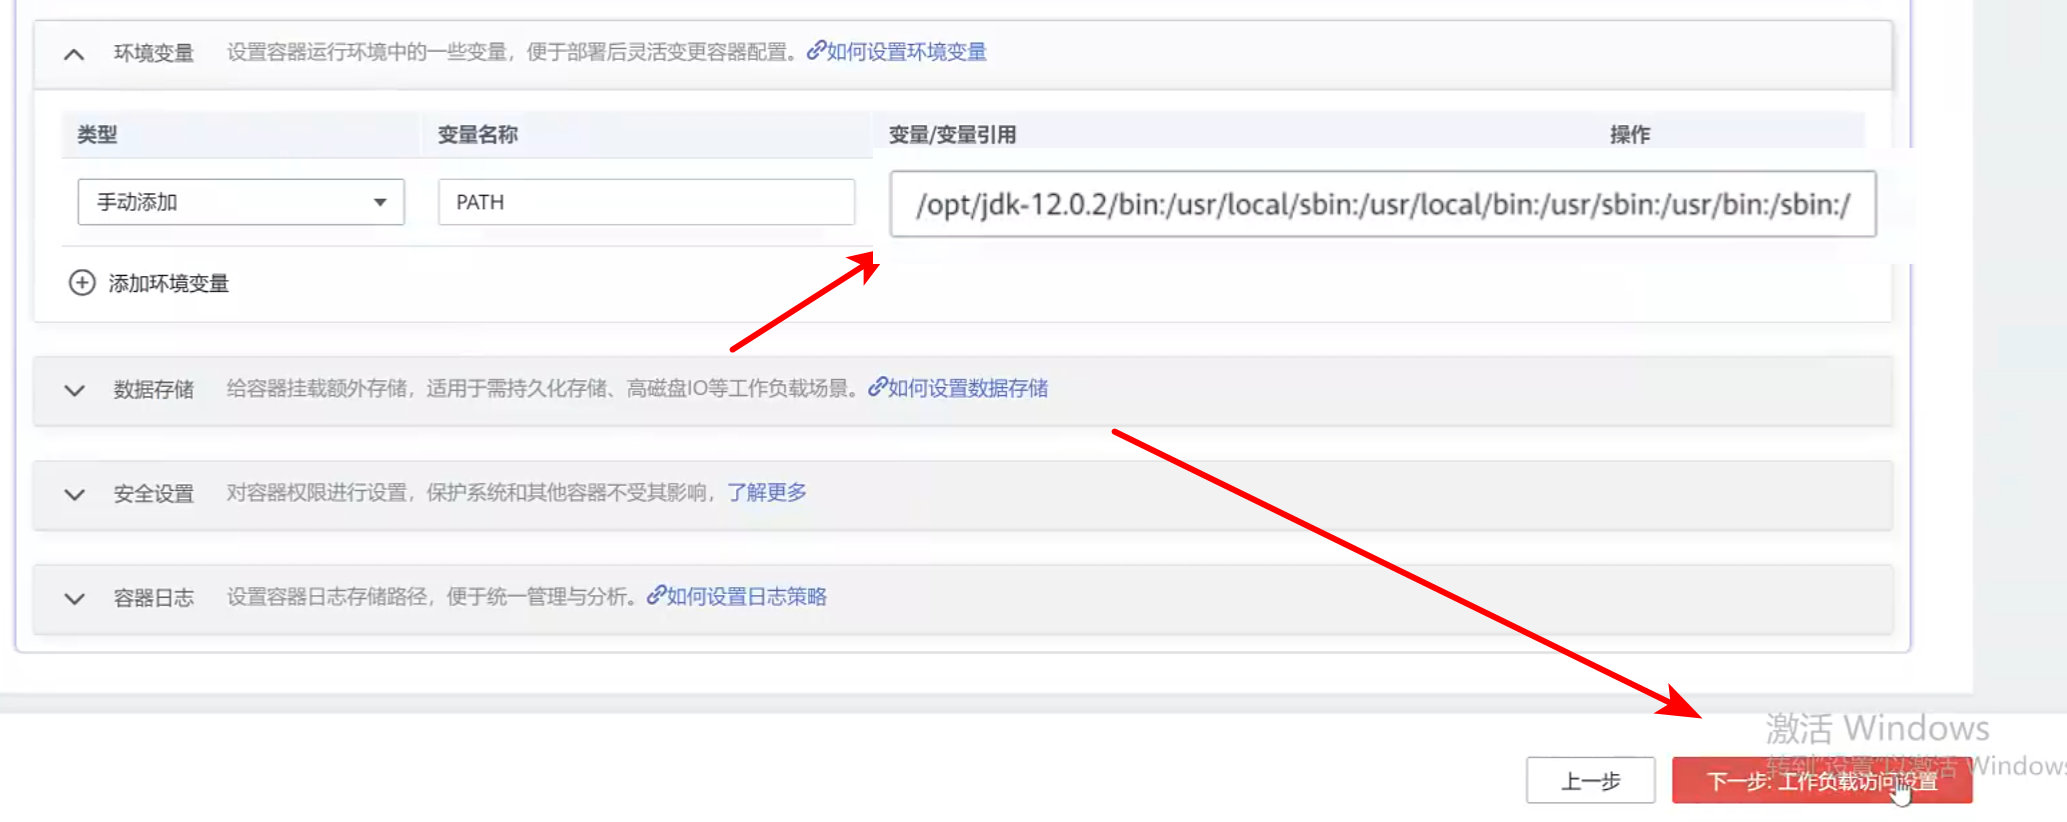 环境变量 设置容器运行环境中的一些变量，便于部署后灵活变更容器配置。如何设置环境变量
类型 变量名称 变量/变量引用 操作
手动添加 PATH /opt/jdk-12.0.2/bin:/usr/local/sbin:/usr/local/bin:/usr/sbin:/usr/bin:/sbin:/
添加环境变量
数据存储 给容器挂载额外存储，适用于需持久化存储、高磁盘IO等工作负载场景。如何设置数据存储
安全设置 对容器权限进行设置，保护系统和其他容器不受其影响，了解更多
容器日志 设置容器日志存储路径，便于统一管理与分析。如何设置日志策略
激活 Windows
转到"设置"以激活 Windows
上一步 下一步: 工作负载访问设置